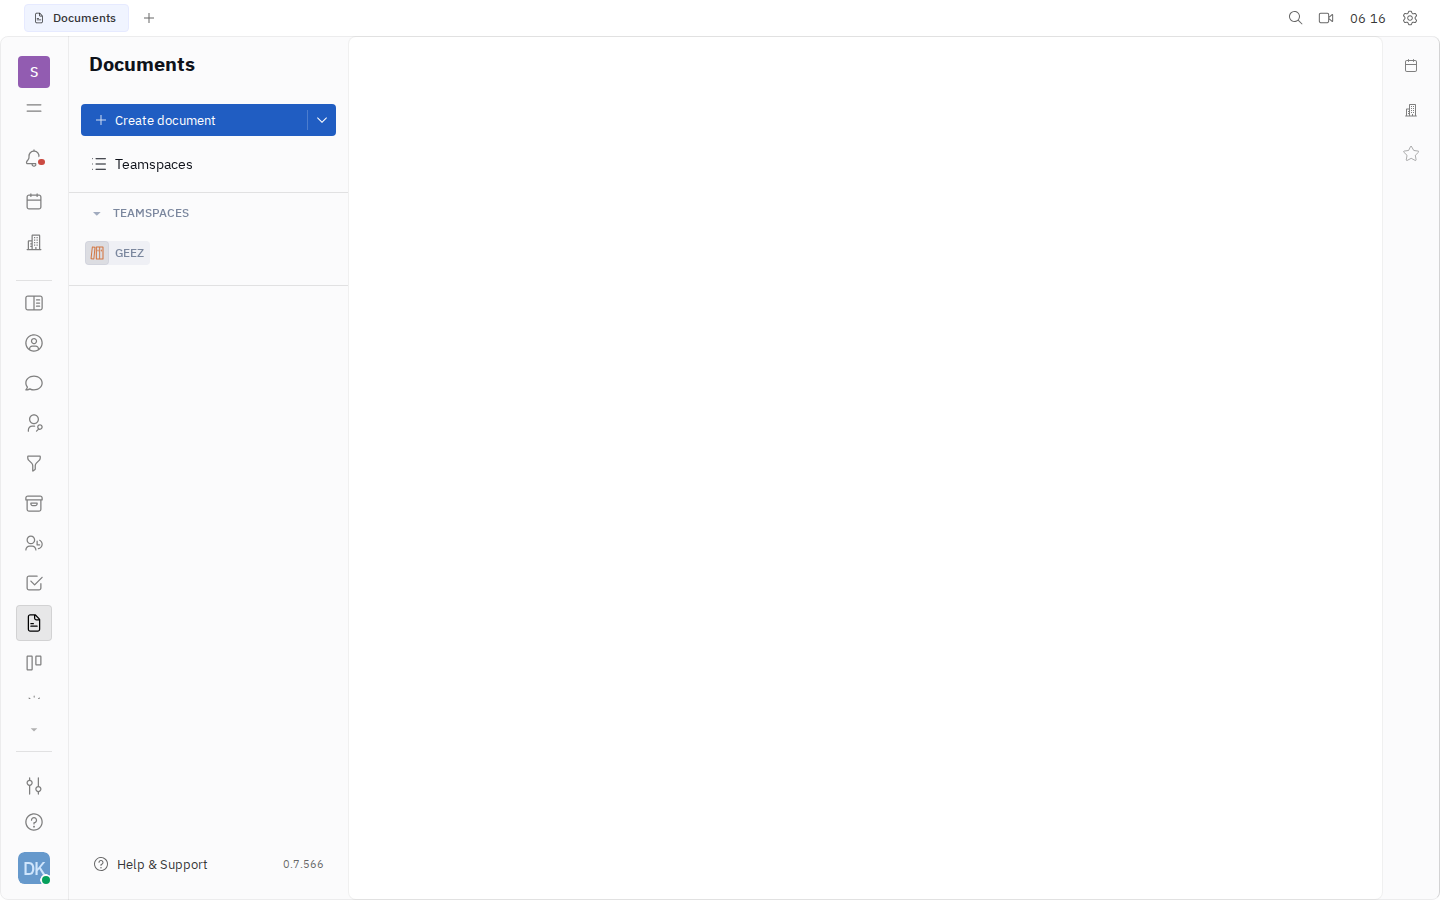 Documents
06 16
S
Documents
Create document
Teamspaces
TEAMSPACES
GEEZ
Help & Support
0.7.566
DK